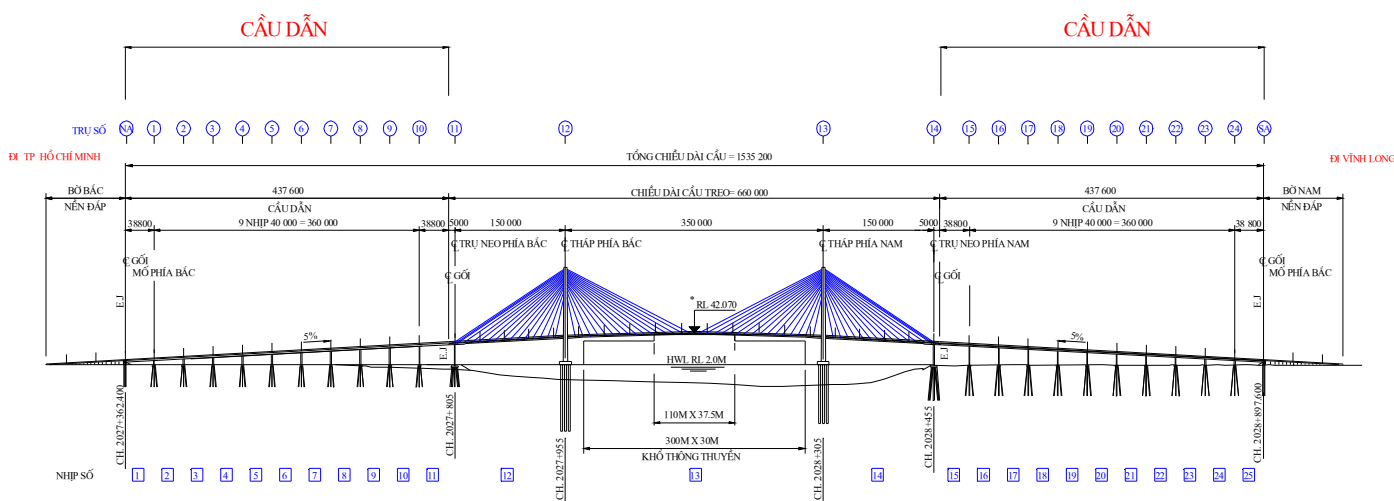 CẦU DẪN CẦU DẪN
TRỤ SỐ NA 1 2 3 4 5 6 7 8 9 10 11 12 13 14 15 16 17 18 19 20 21 22 23 24 SA
ĐI TP HỒ CHÍ MINH TỔNG CHIỀU DÀI CẦU = 1535 200 ĐI VĨNH LONG
BỜ BẮC 437 600 CHIỀU DÀI CẦU TREO= 660 000 437 600 BỜ NAM
NỀN ĐẮP CẦU DẪN CẦU DẪN NỀN ĐẮP
38800 9 NHỊP 40 000 = 360 000 38800 5000 150 000 350 000 150 000 5000 38800 9 NHỊP 40 000 = 360 000 38 800
℄ TRỤ NEO PHÍA BẮC ℄ THÁP PHÍA BẮC ℄ THÁP PHÍA NAM ℄ TRỤ NEO PHÍA NAM
℄ GỐI ℄ GỐI ℄ GỐI ℄ GỐI
MỐ PHÍA BẮC MỐ PHÍA BẮC
E.J E.J E.J E.J
* RL 42.070
5% 5%
HWL RL 2.0M
110M X 37.5M
300M X 30M
KHỔ THÔNG THUYỀN
CH. 2027+362.400
CH. 2027+805
CH. 2027+955
CH. 2028+305
CH. 2028+455
CH. 2028+897.600
NHỊP SỐ 1 2 3 4 5 6 7 8 9 10 11 12 13 14 15 16 17 18 19 20 21 22 23 24 25